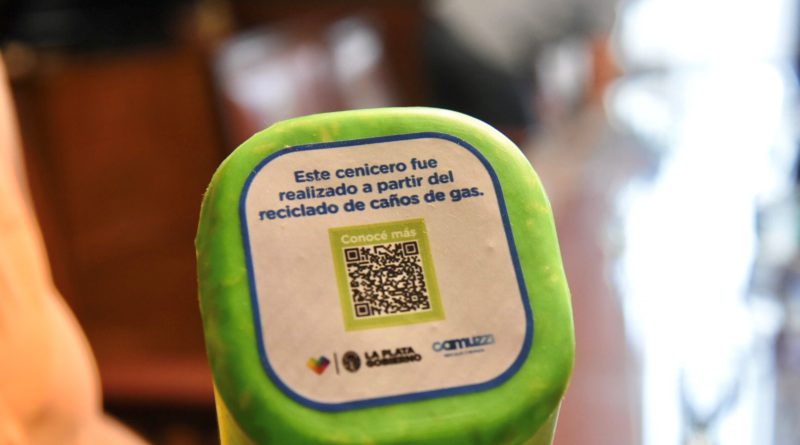 Este cenicero fue
realizado a partir del
reciclado de caños de gas.
Conocé más
LA PLATA
GOBIERNO
camuzzi